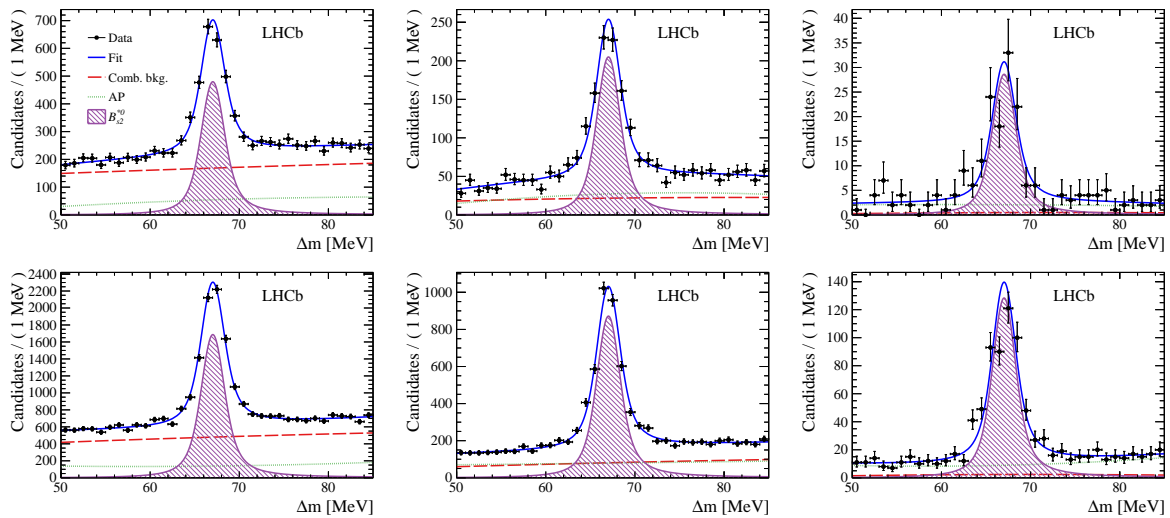 Candidates / ( 1 MeV )
700
600
500
400
300
200
100
0
LHCb
Data
Fit
Comb. bkg.
AP
B*0s2
50 60 70 80
Δm [MeV]
Candidates / ( 1 MeV )
250
200
150
100
50
0
LHCb
50 60 70 80
Δm [MeV]
Candidates / ( 1 MeV )
40
35
30
25
20
15
10
5
0
LHCb
50 60 70 80
Δm [MeV]
Candidates / ( 1 MeV )
2400
2200
2000
1800
1600
1400
1200
1000
800
600
400
200
0
LHCb
50 60 70 80
Δm [MeV]
Candidates / ( 1 MeV )
1000
800
600
400
200
0
LHCb
50 60 70 80
Δm [MeV]
Candidates / ( 1 MeV )
140
120
100
80
60
40
20
0
LHCb
50 60 70 80
Δm [MeV]